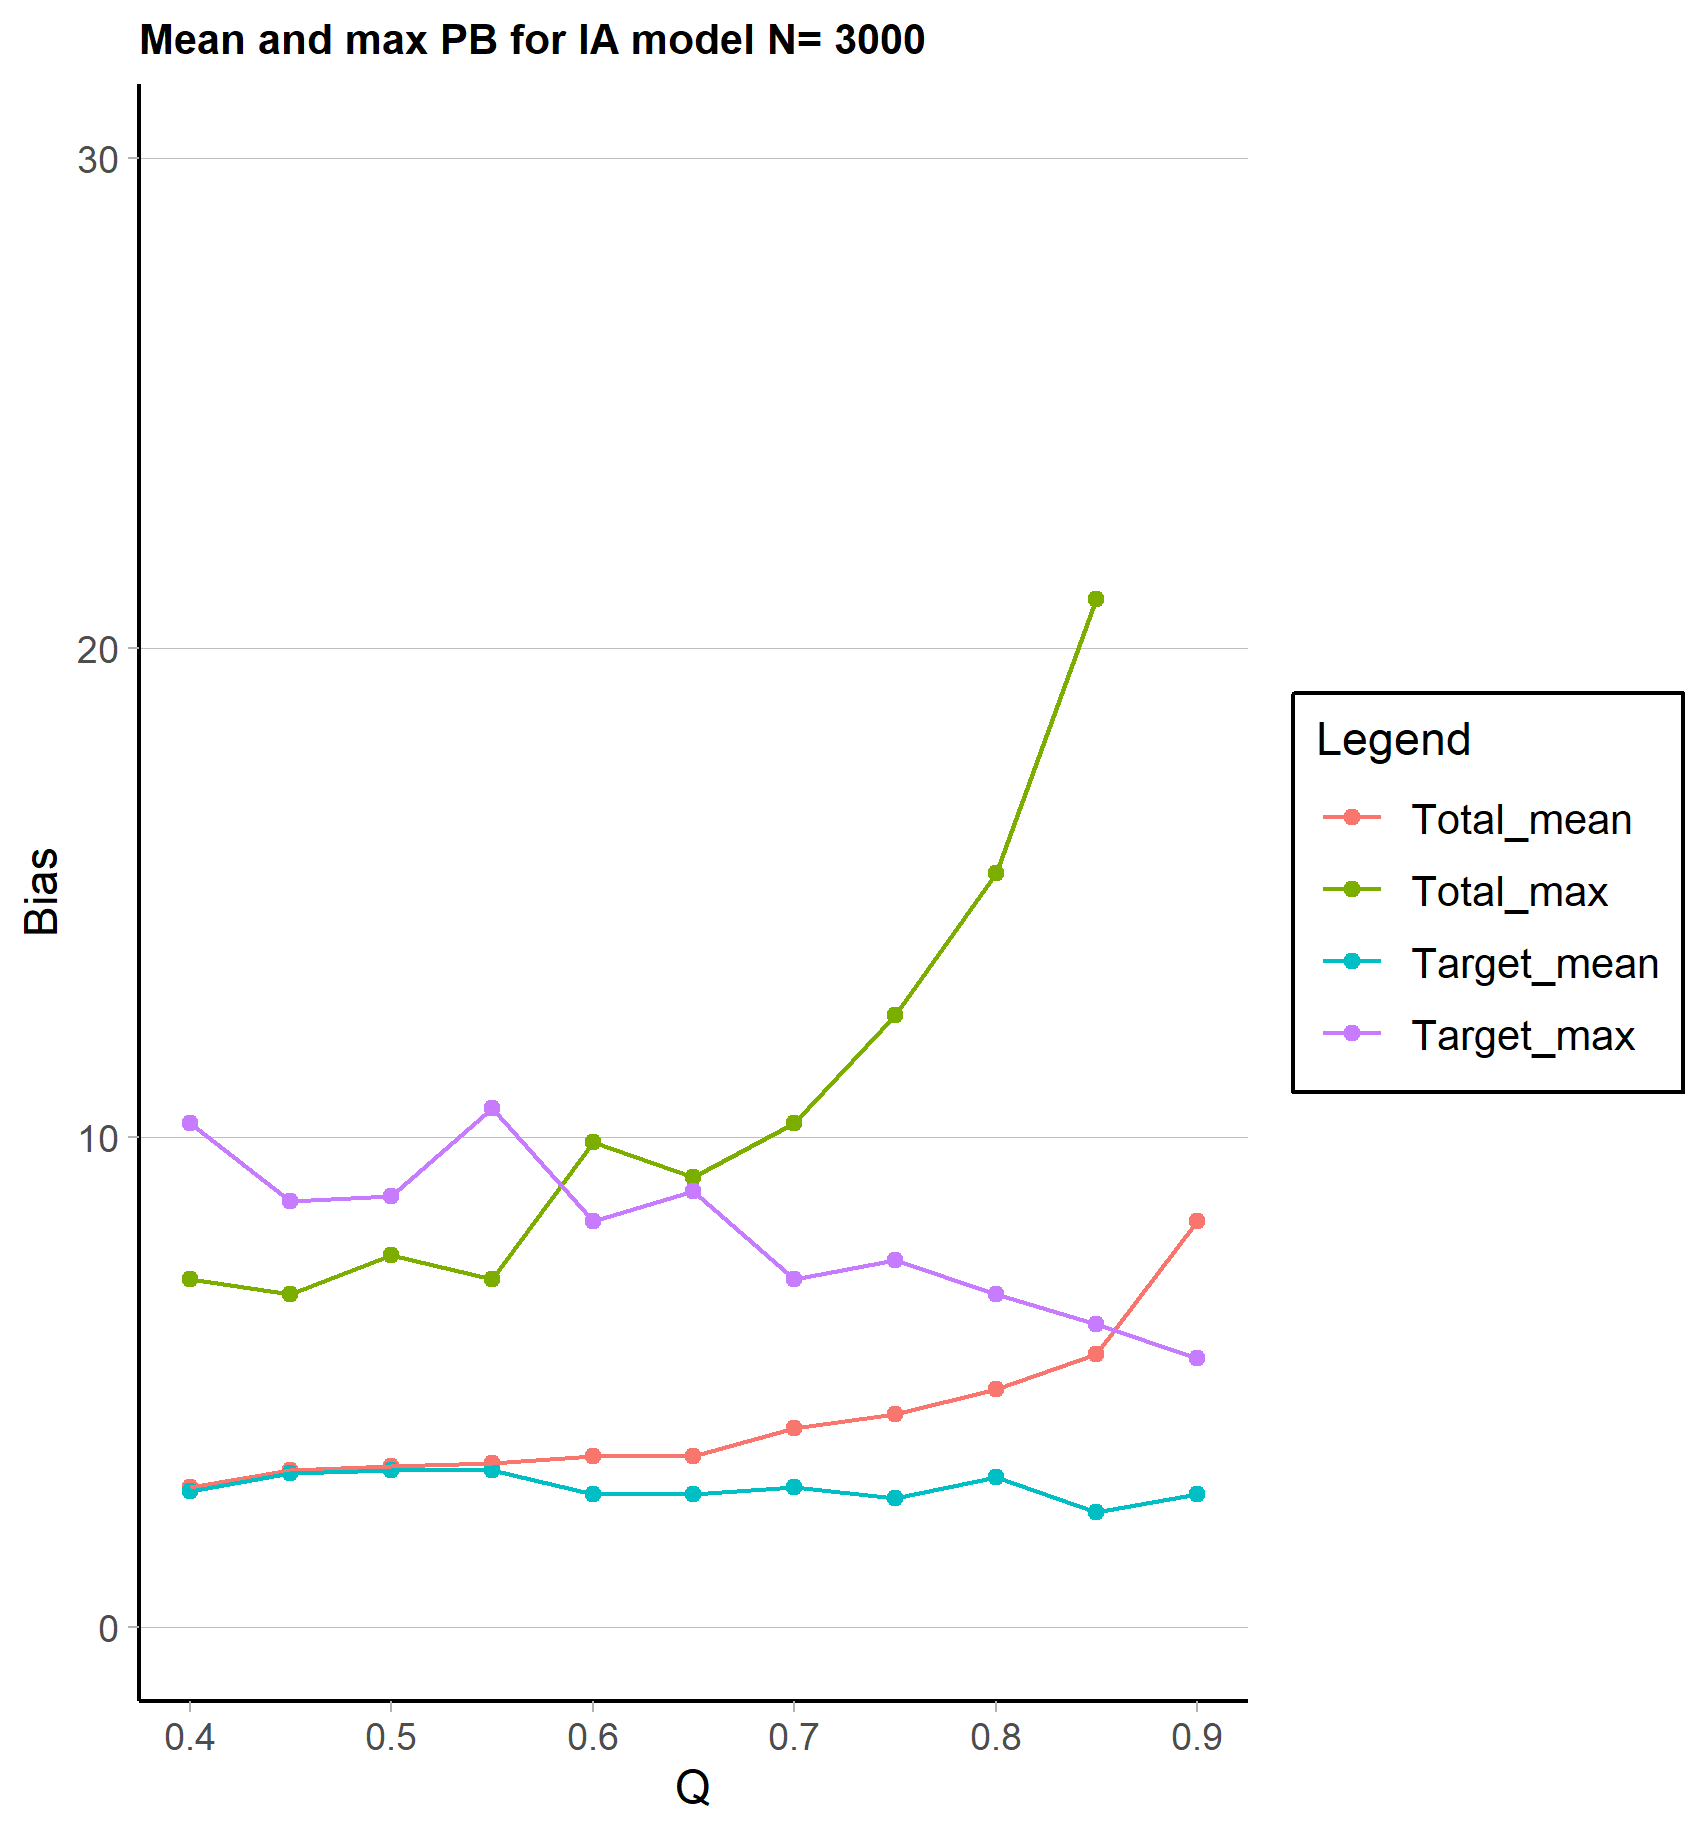 Mean and max PB for IA model N= 3000
30
20
10
0
Bias
0.4 0.5 0.6 0.7 0.8 0.9
Q
Legend
Total_mean
Total_max
Target_mean
Target_max